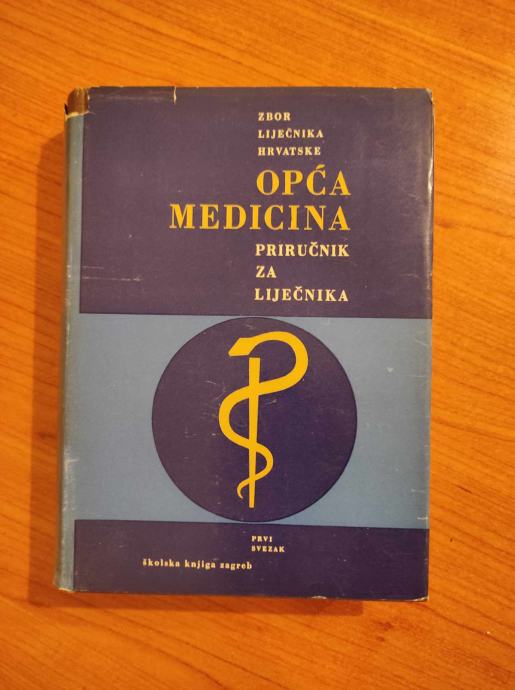 ZBOR
LIJEČNIKA
HRVATSKE
OPĆA
MEDICINA
PRIRUČNIK
ZA
LIJEČNIKA
PRVI
SVEZAK
školska knjiga zagreb